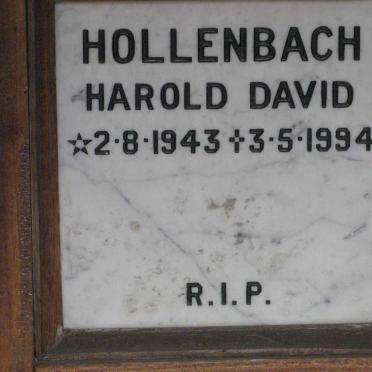 HOLLENBACH
HAROLD DAVID
☆2·8·1943 ✝3·5·1994
R.I.P.